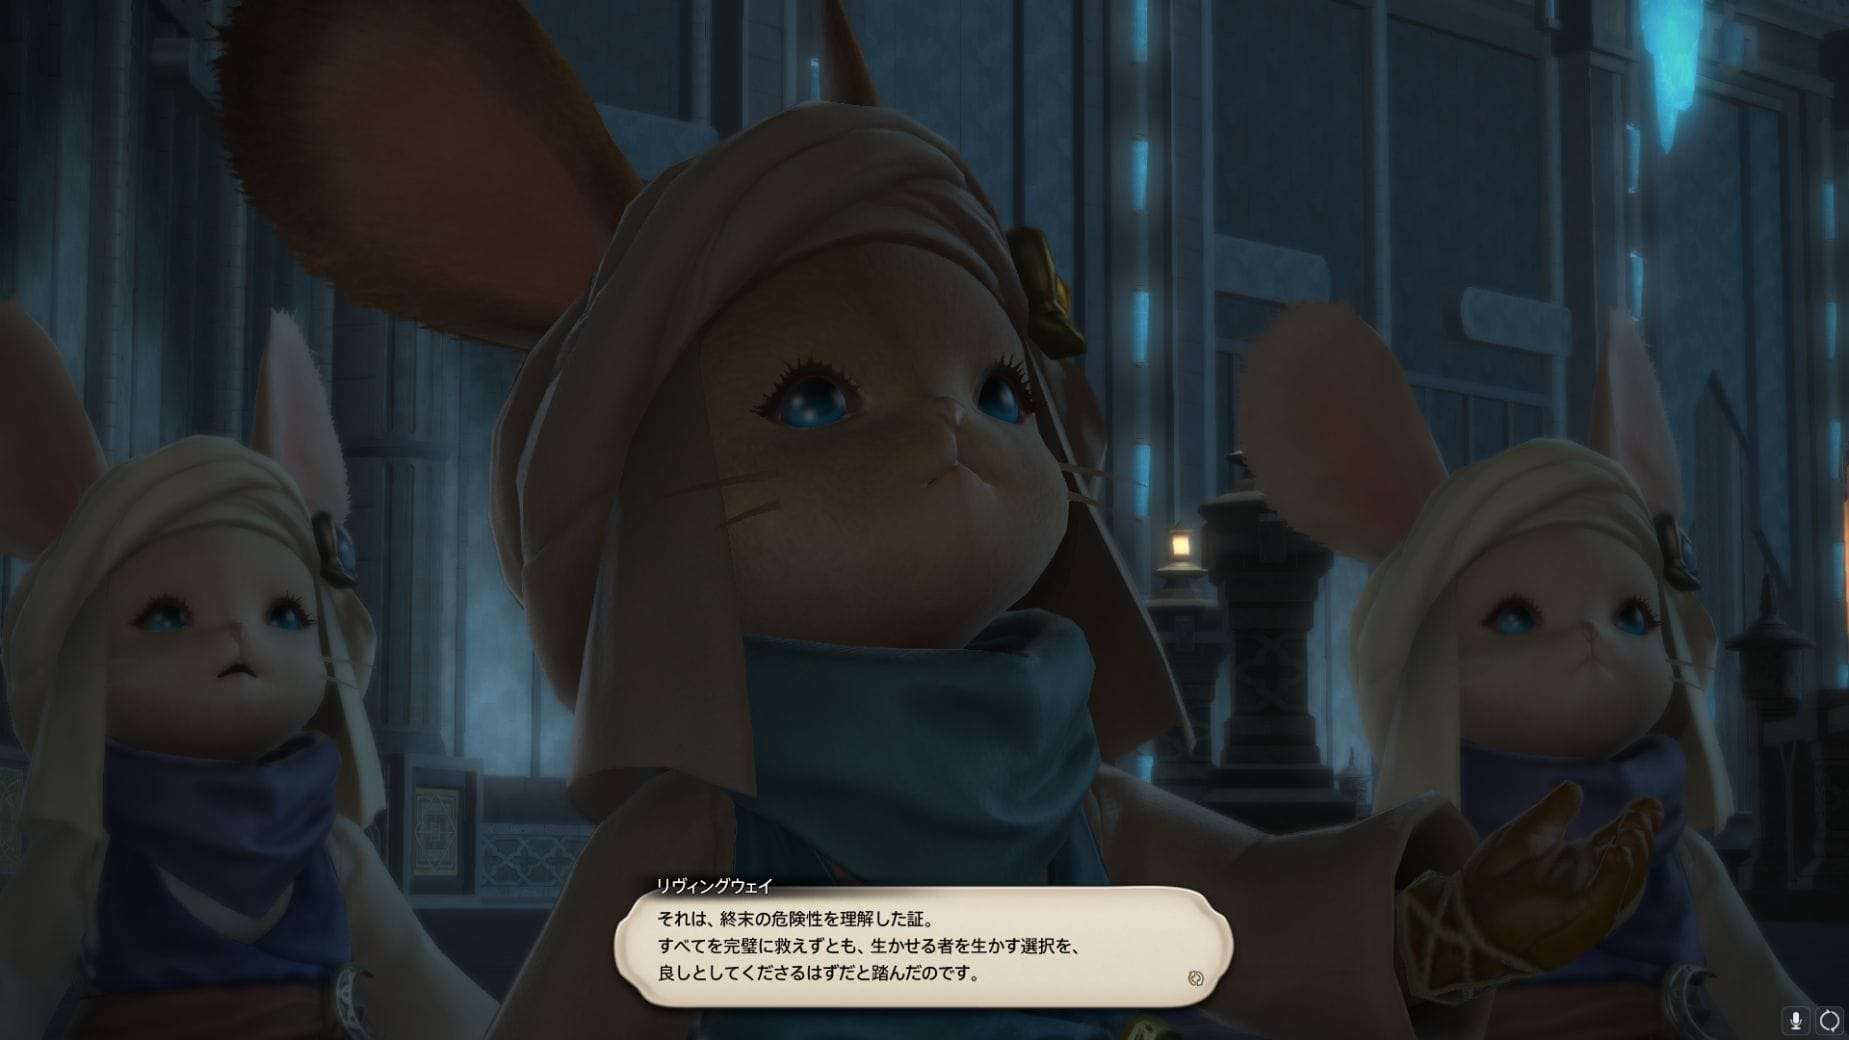 リヴィングウェイ
それは、終末の危険性を理解した証。
すべてを完璧に救えずとも、生かせる者を生かす選択を、
良しとしてくださるはずだと踏んだのです。